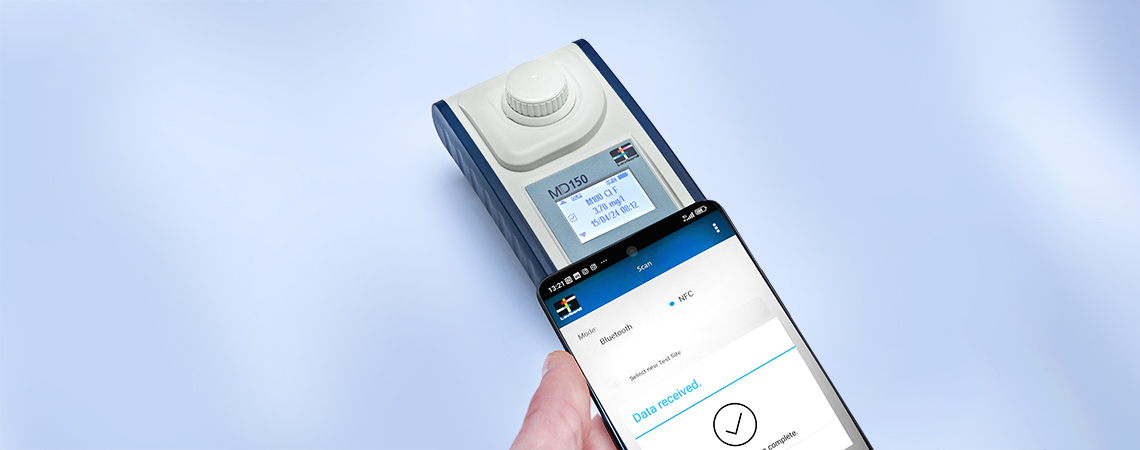 MD150
M100 Cl F
3.70 mg/l
15/04/24 08:12
13:21
Scan
Lovibond
Mode:
NFC
Bluetooth
Select new Test Site
Data received.
complete.